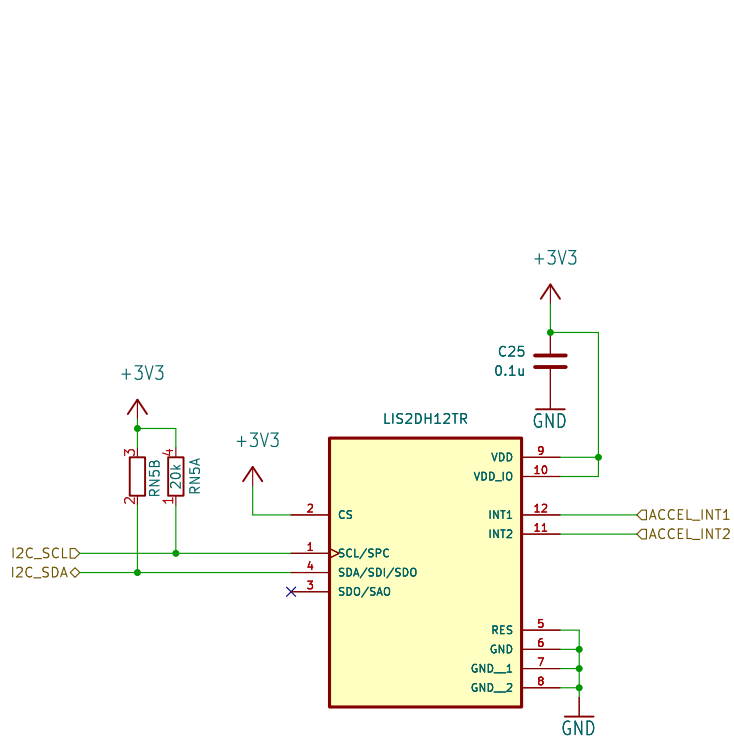 +3V3
C25
0.1u
GND
+3V3
LIS2DH12TR
+3V3
3
4
RN5B
20k
RN5A
2
1
VDD
9
VDD_IO
10
2
CS
INT1
12
ACCEL_INT1
INT2
11
ACCEL_INT2
I2C_SCL
1
SCL/SPC
I2C_SDA
4
SDA/SDI/SDO
3
SDO/SA0
RES
5
GND
6
GND__1
7
GND__2
8
GND